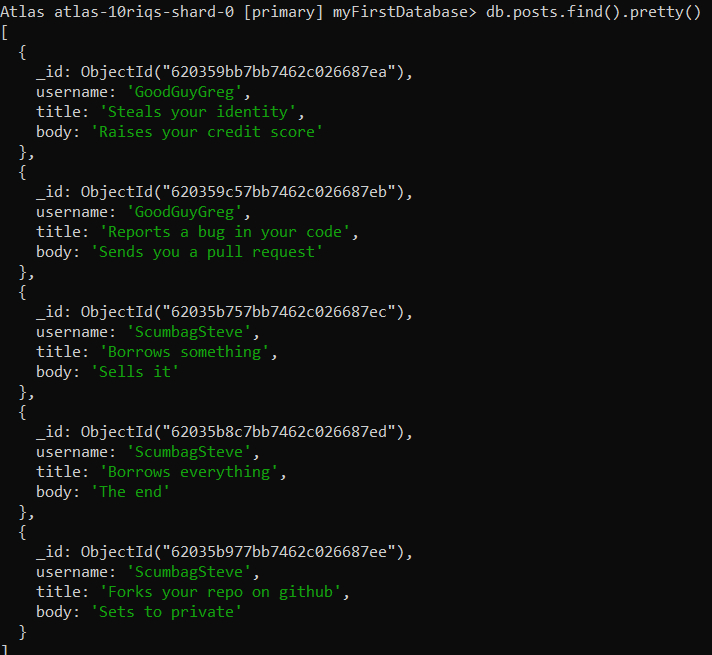 Atlas atlas-10riqs-shard-0 [primary] myFirstDatabase> db.posts.find().pretty()
[
  {
    _id: ObjectId("620359bb7bb7462c026687ea"),
    username: 'GoodGuyGreg',
    title: 'Steals your identity',
    body: 'Raises your credit score'
  },
  {
    _id: ObjectId("620359c57bb7462c026687eb"),
    username: 'GoodGuyGreg',
    title: 'Reports a bug in your code',
    body: 'Sends you a pull request'
  },
  {
    _id: ObjectId("62035b757bb7462c026687ec"),
    username: 'ScumbagSteve',
    title: 'Borrows something',
    body: 'Sells it'
  },
  {
    _id: ObjectId("62035b8c7bb7462c026687ed"),
    username: 'ScumbagSteve',
    title: 'Borrows everything',
    body: 'The end'
  },
  {
    _id: ObjectId("62035b977bb7462c026687ee"),
    username: 'ScumbagSteve',
    title: 'Forks your repo on github',
    body: 'Sets to private'
  }
]